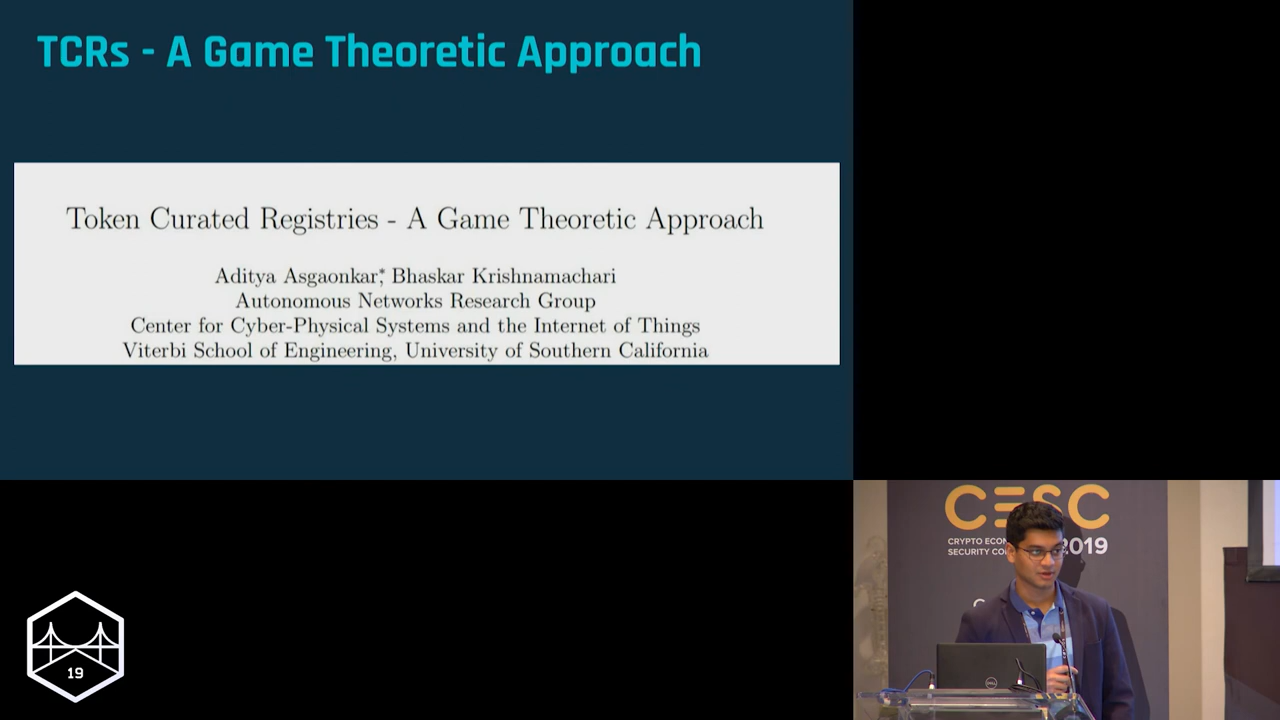 TCRs - A Game Theoretic Approach
Token Curated Registries - A Game Theoretic Approach
Aditya Asgaonkar*, Bhaskar Krishnamachari
Autonomous Networks Research Group
Center for Cyber-Physical Systems and the Internet of Things
Viterbi School of Engineering, University of Southern California
CESC
CRYPTO ECON
SECURITY CO
2019
DELL
19